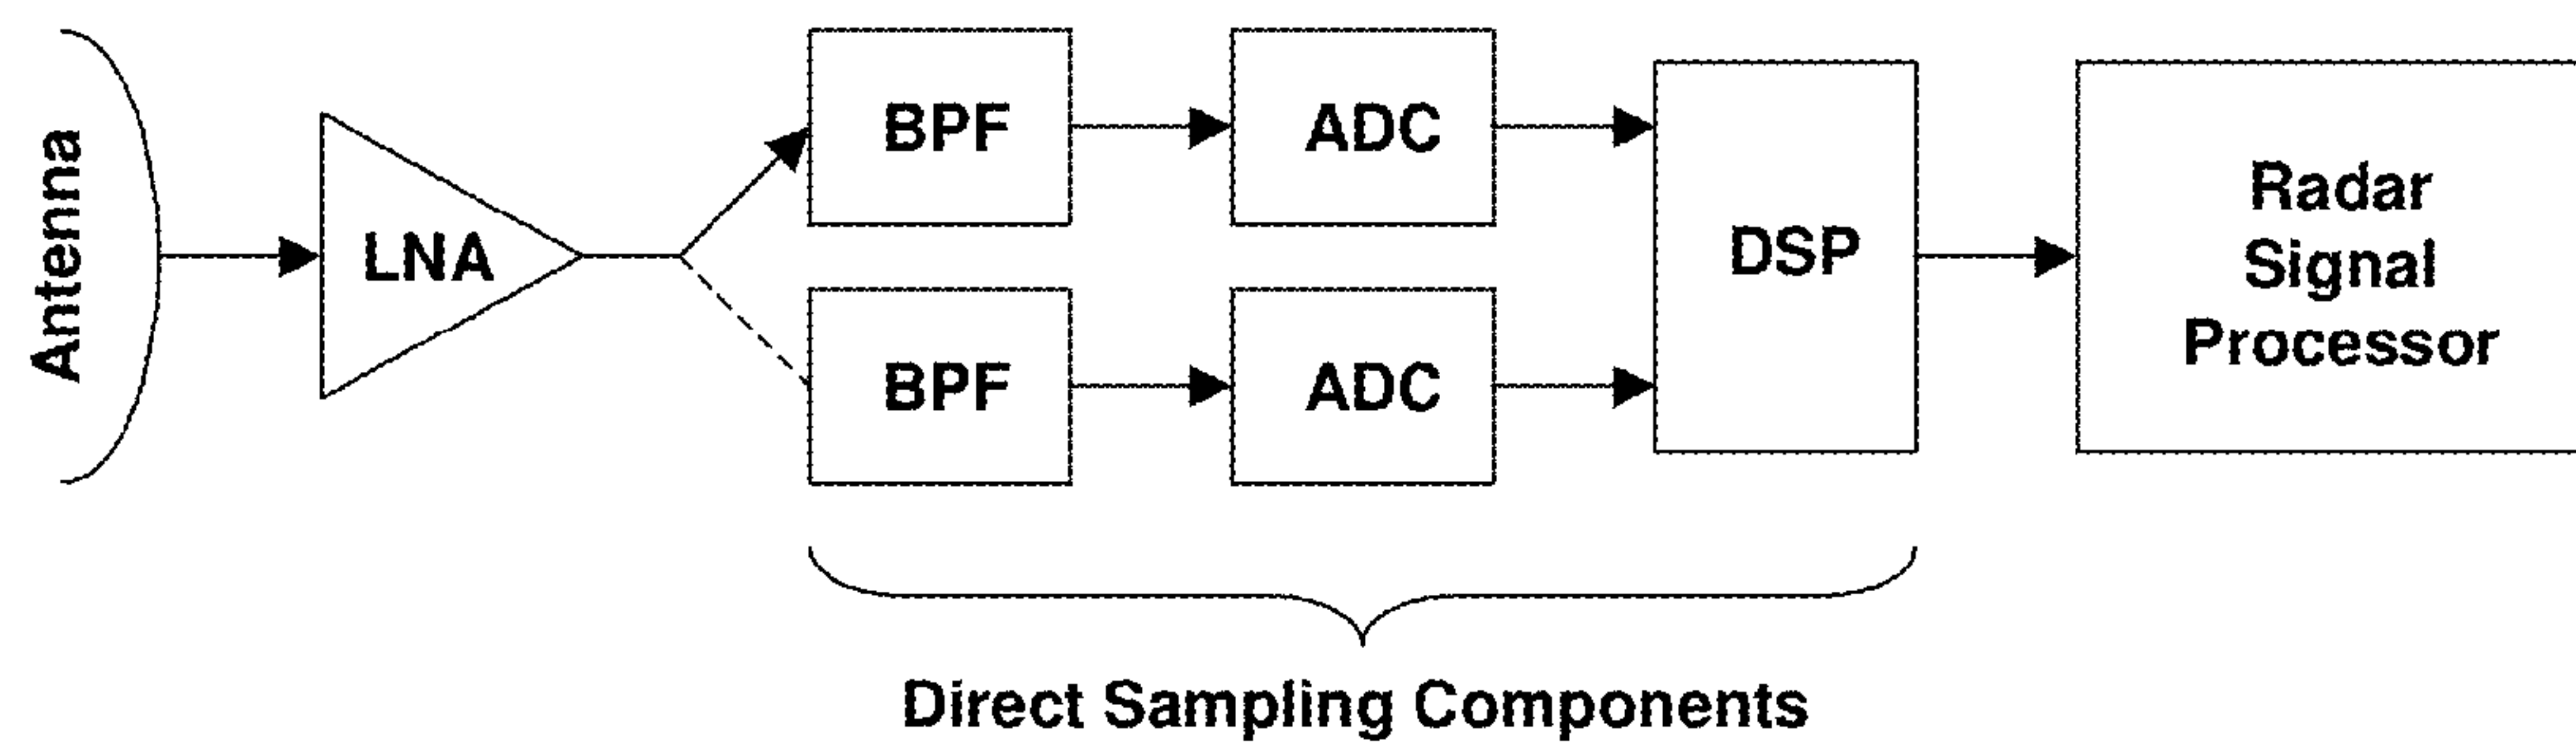 Antenna
LNA
BPF
ADC
BPF
ADC
DSP
Radar
Signal
Processor
Direct Sampling Components